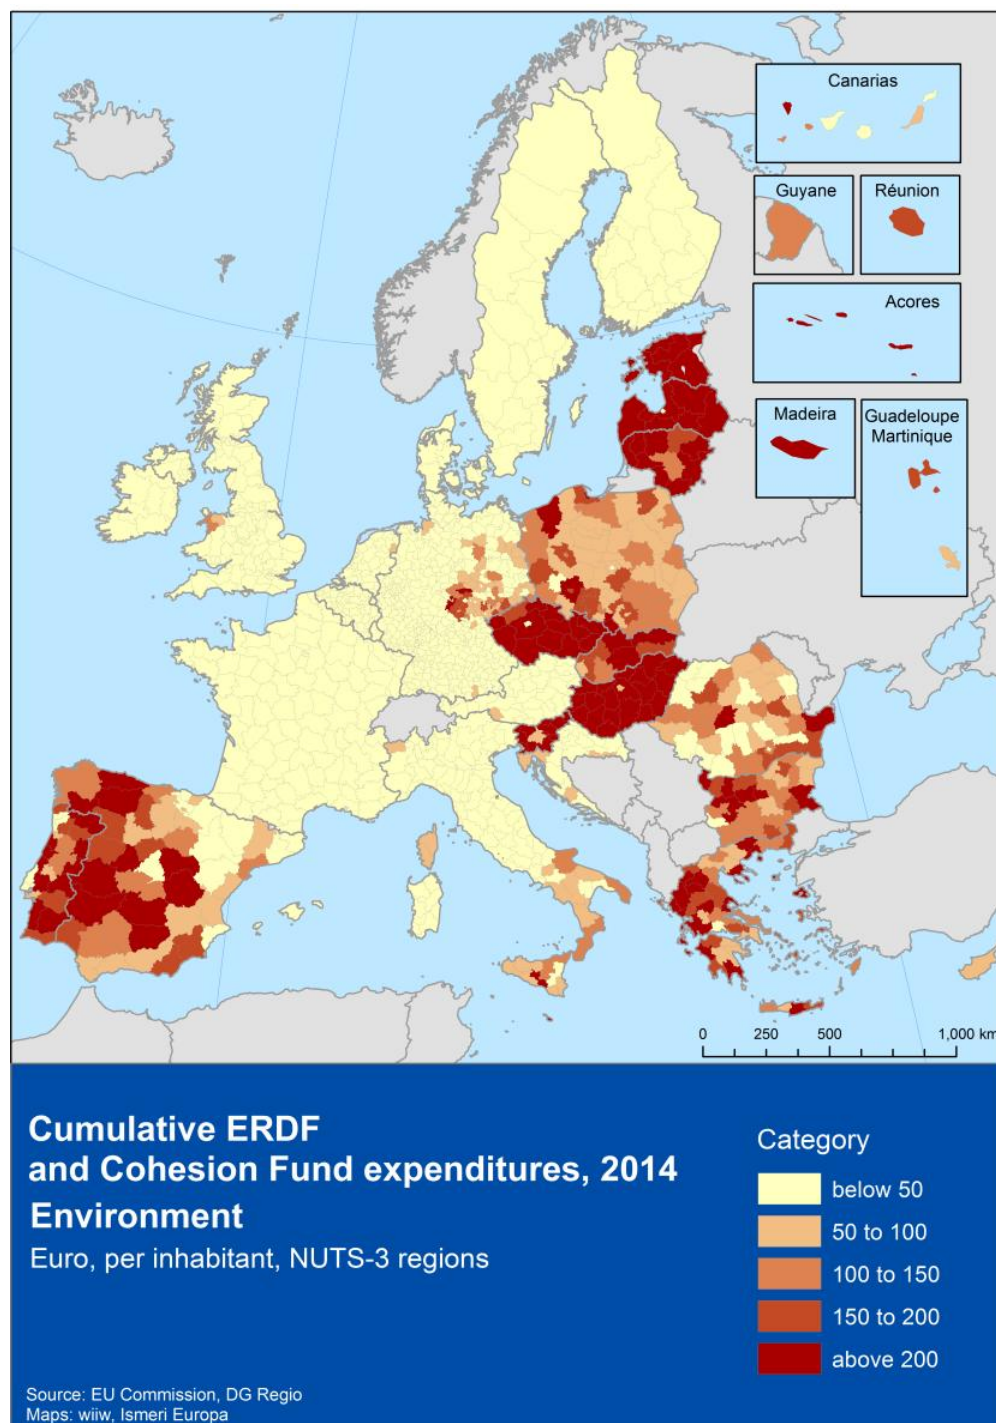 Canarias
Guyane
Réunion
Acores
Madeira
Guadeloupe
Martinique
0 250 500 1,000 km
Cumulative ERDF
and Cohesion Fund expenditures, 2014
Environment
Euro, per inhabitant, NUTS-3 regions
Category
below 50
50 to 100
100 to 150
150 to 200
above 200
Source: EU Commission, DG Regio
Maps: wiiw, Ismeri Europa